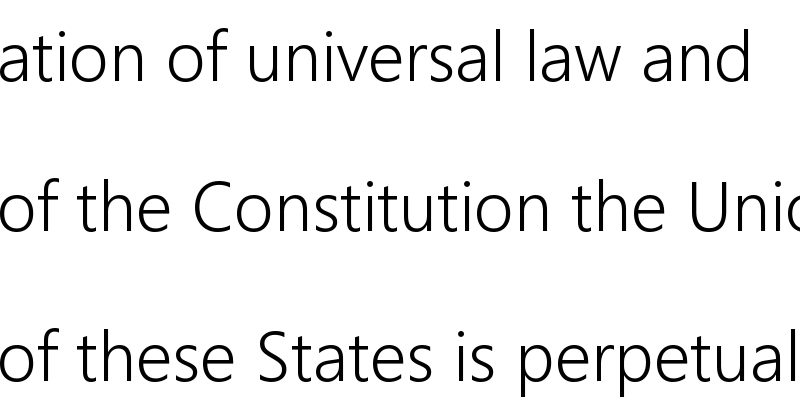 ation of universal law and
of the Constitution the Unio
of these States is perpetual